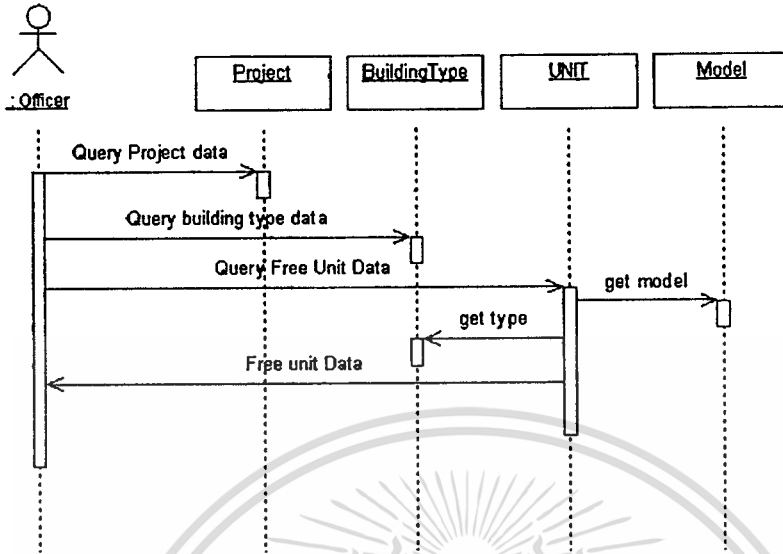 Project
BuildingType
UNIT
Model
: Officer
Query Project data
Query building type data
Query Free Unit Data
get model
get type
Free unit Data